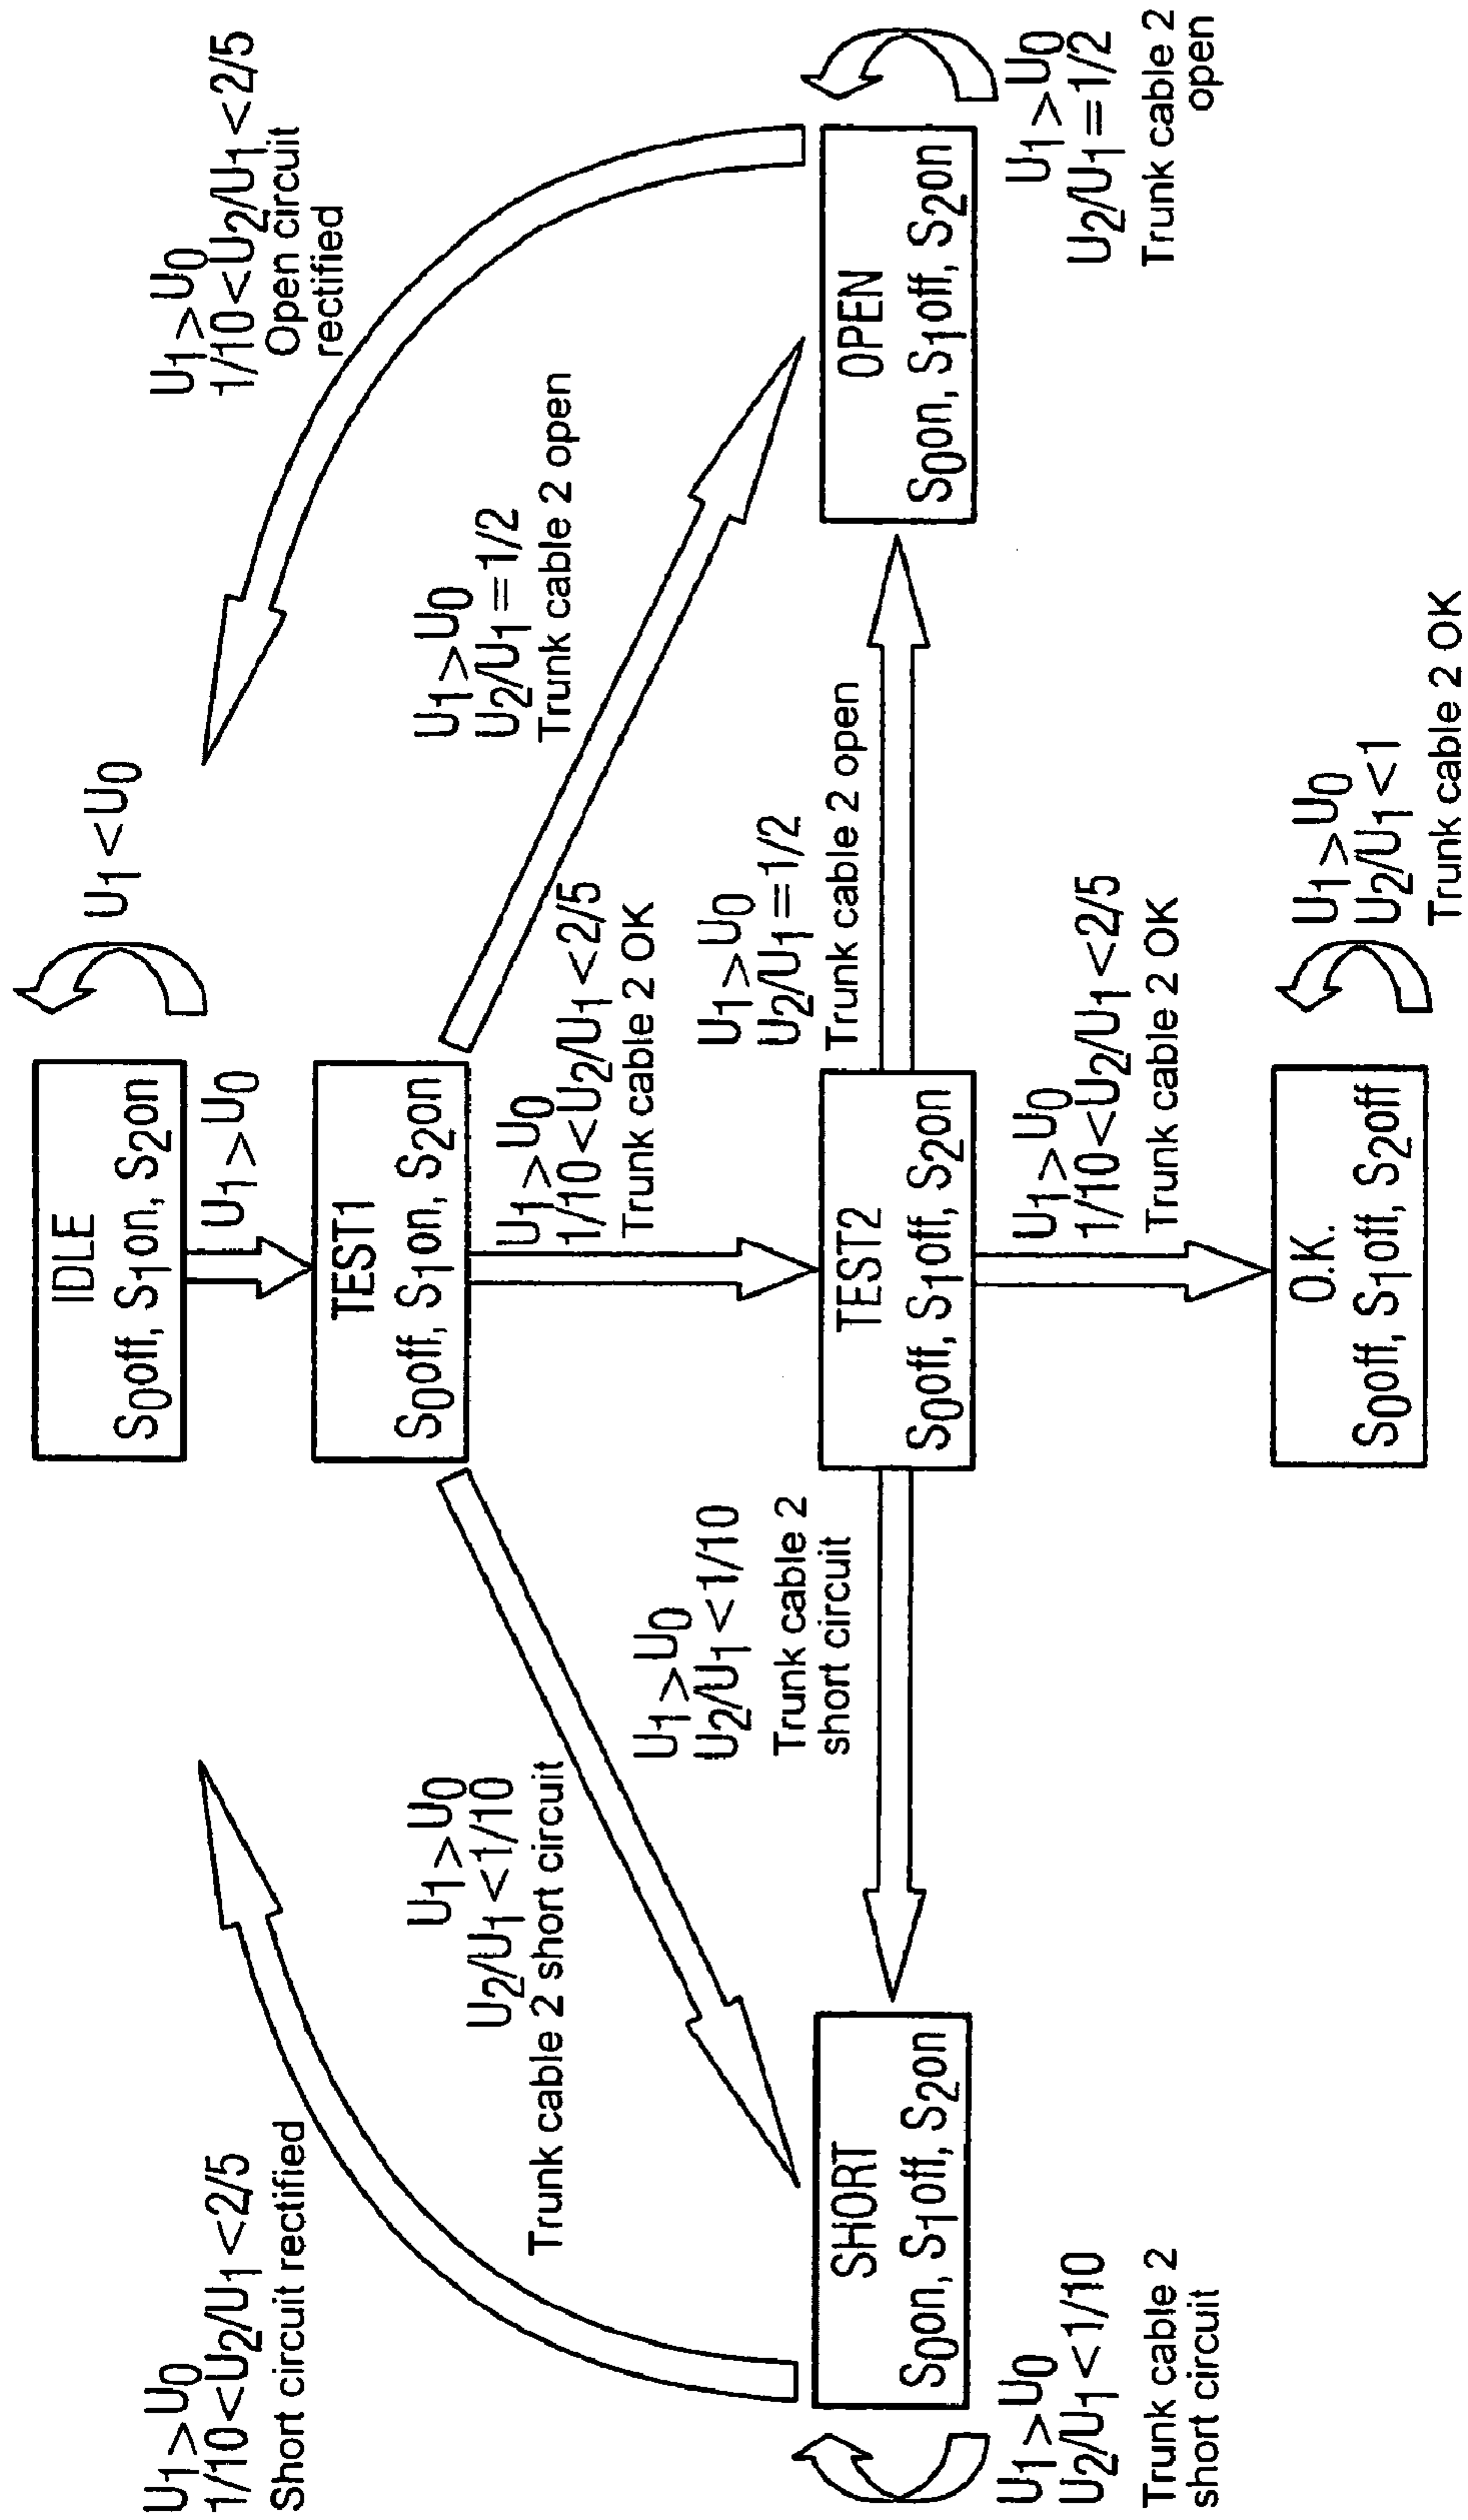 IDLE
S0off, S1on, S2on
U1<U0
U1>U0
TEST1
S0off, S1on, S2on
U1>U0
1/10<U2/U1<2/5
Short circuit rectified
U1>U0
1/10<U2/U1<2/5
Open circuit
rectified
U1>U0
U2/U1<1/10
Trunk cable 2 short circuit
U1>U0
1/10<U2/U1<2/5
Trunk cable 2 OK
U1>U0
U2/U1=1/2
Trunk cable 2 open
U1>U0
U2/U1<1/10
Trunk cable 2
short circuit
U1>U0
U2/U1=1/2
Trunk cable 2 open
SHORT
S0on, S1off, S2on
TEST2
S0off, S1off, S2on
OPEN
S0on, S1off, S2on
U1>U0
U2/U1<1/10
Trunk cable 2
short circuit
U1>U0
1/10<U2/U1<2/5
Trunk cable 2 OK
U1>U0
U2/U1=1/2
Trunk cable 2
open
O.K.
S0off, S1off, S2off
U1>U0
U2/U1<1
Trunk cable 2 OK